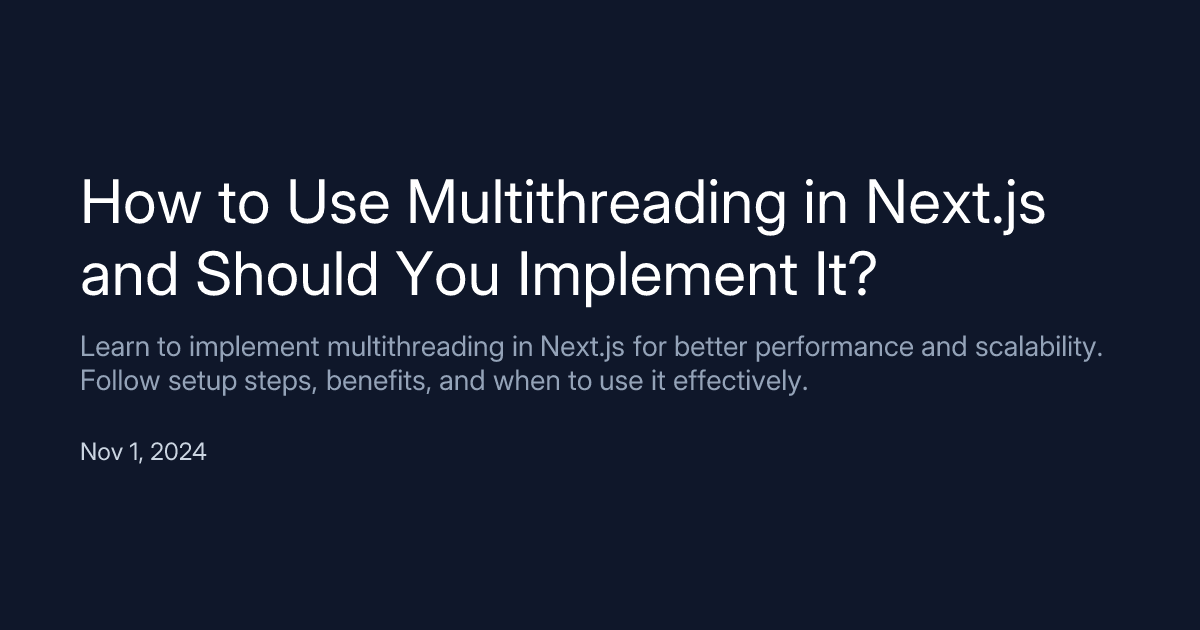 How to Use Multithreading in Next.js
and Should You Implement It?
Learn to implement multithreading in Next.js for better performance and scalability.
Follow setup steps, benefits, and when to use it effectively.
Nov 1, 2024